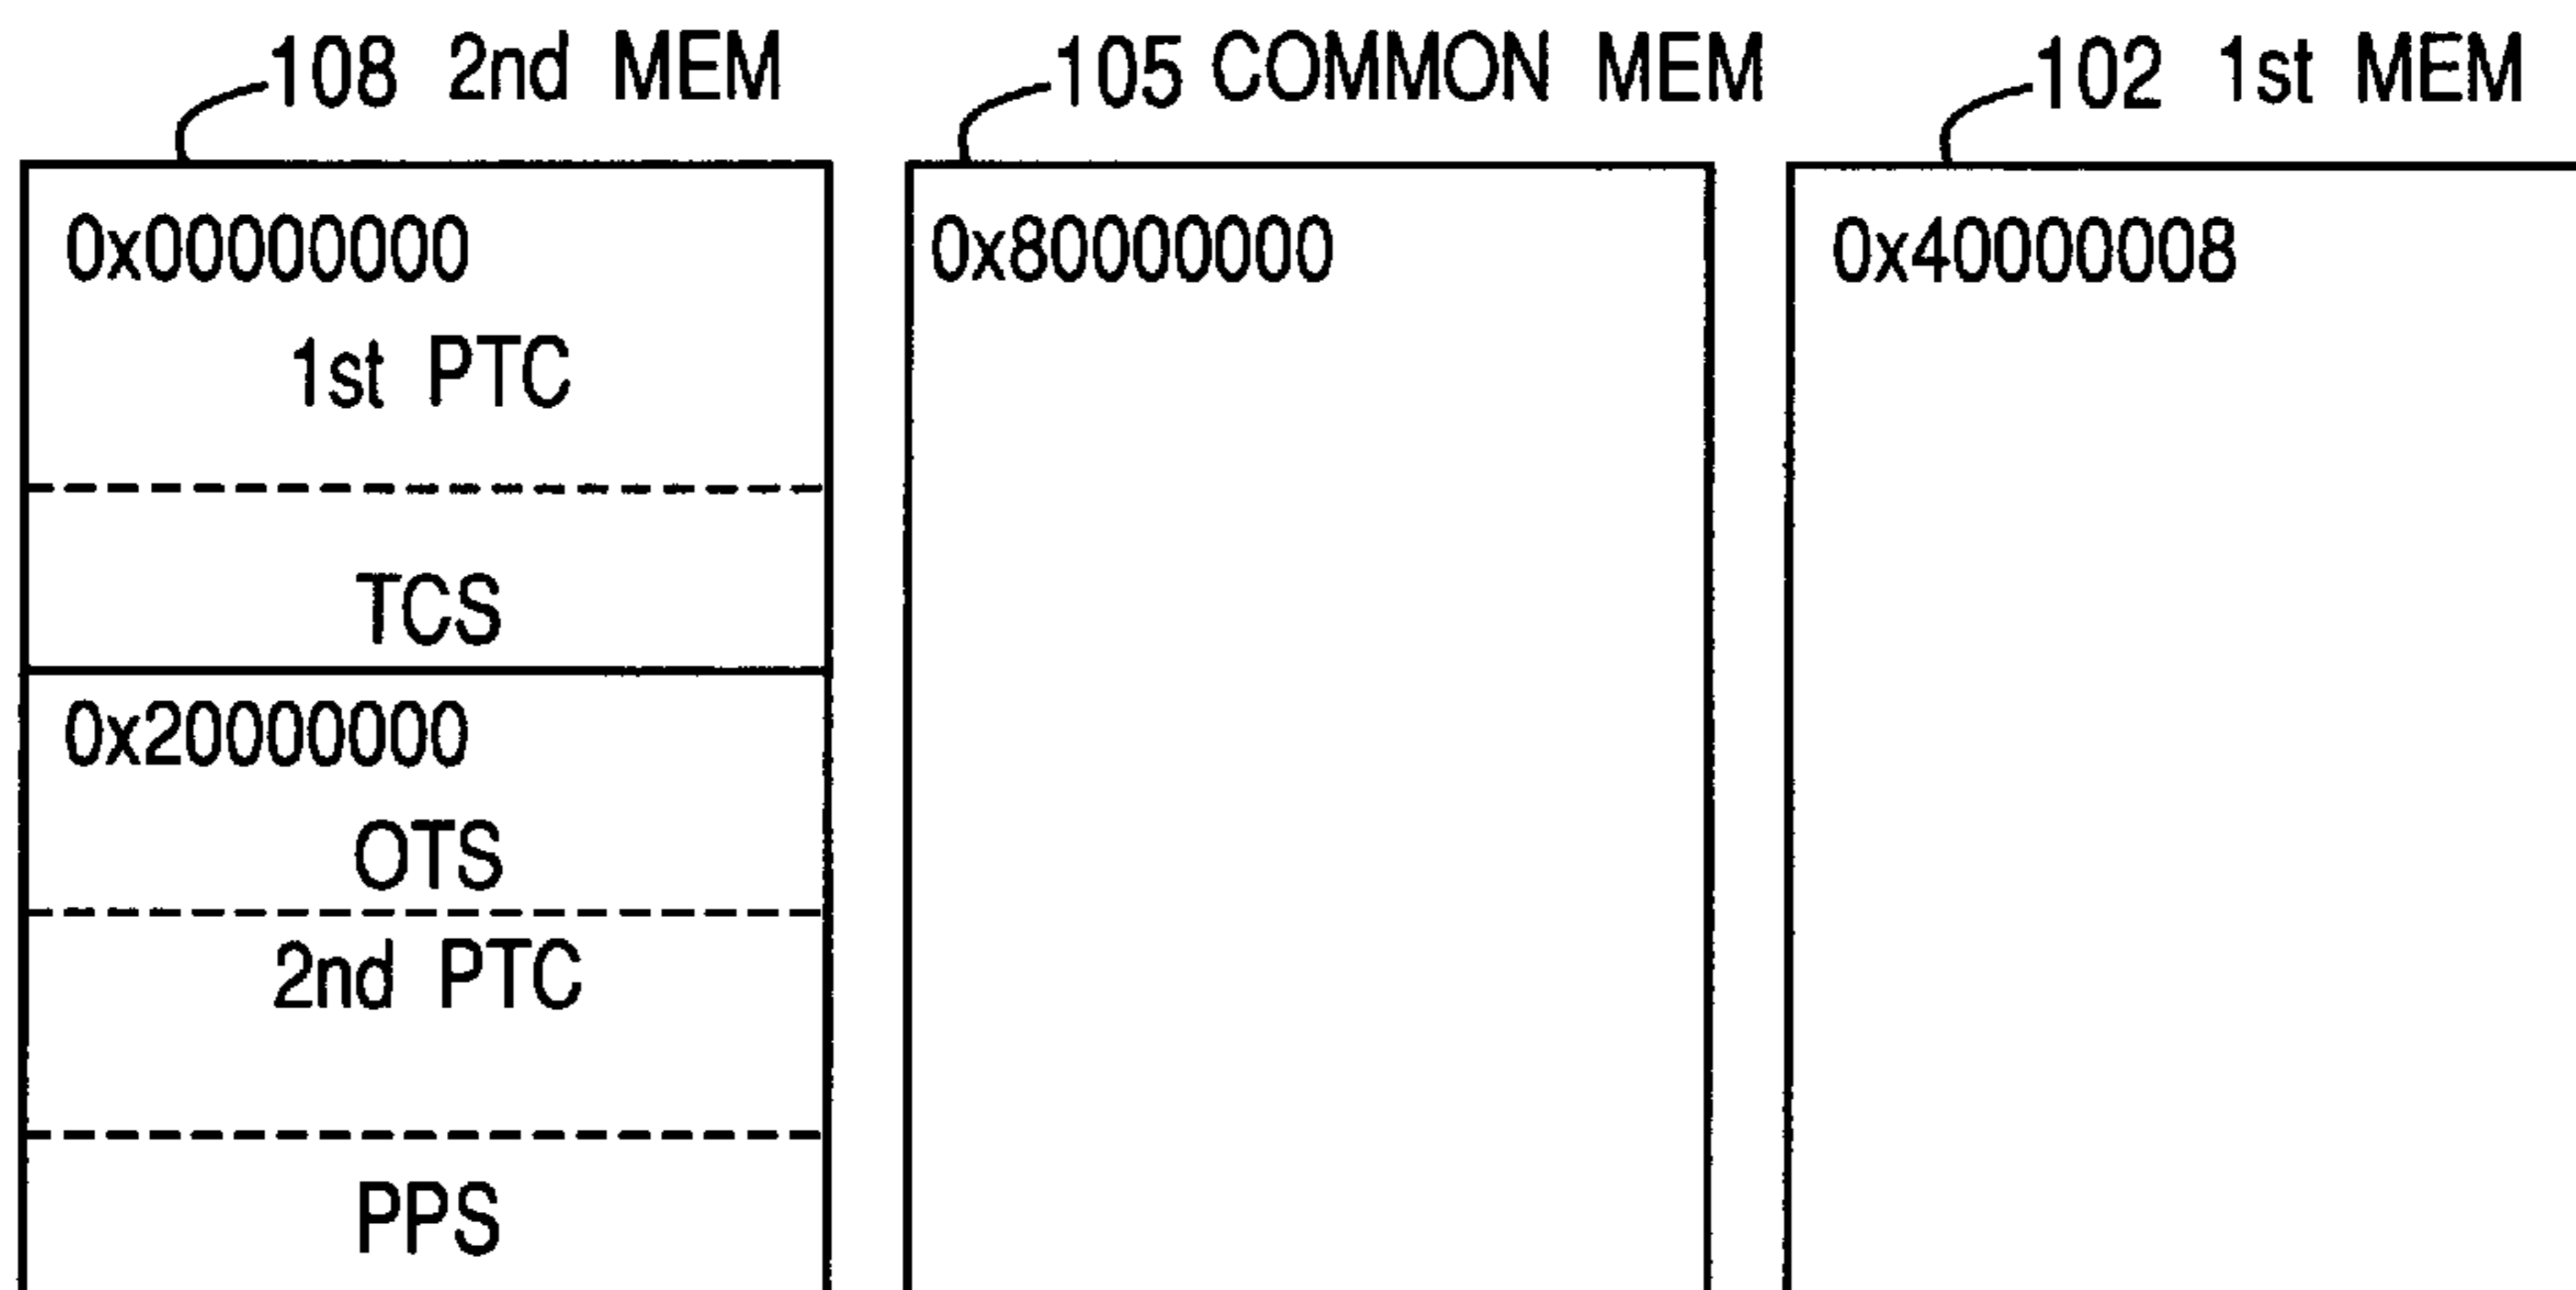 108 2nd MEM
0x00000000
1st PTC
TCS
0x20000000
OTS
2nd PTC
PPS
105 COMMON MEM
0x80000000
102 1st MEM
0x40000008